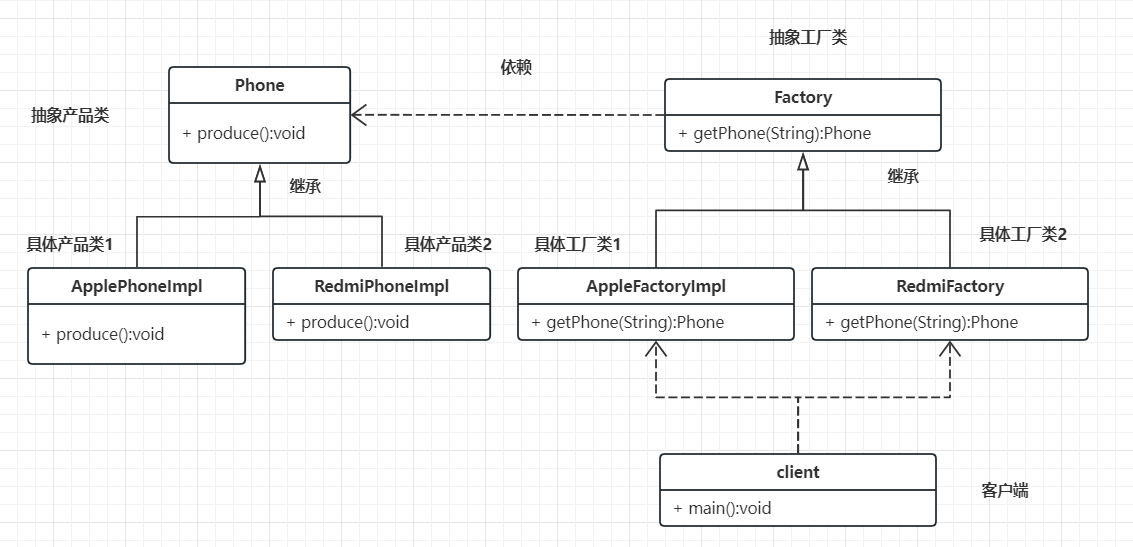 抽象工厂类
依赖
Phone
Factory
抽象产品类
+ produce():void
+ getPhone(String):Phone
继承
继承
具体产品类1
具体产品类2
具体工厂类1
具体工厂类2
ApplePhoneImpl
RedmiPhoneImpl
AppleFactoryImpl
RedmiFactory
+ produce():void
+ produce():void
+ getPhone(String):Phone
+ getPhone(String):Phone
client
+ main():void
客户端